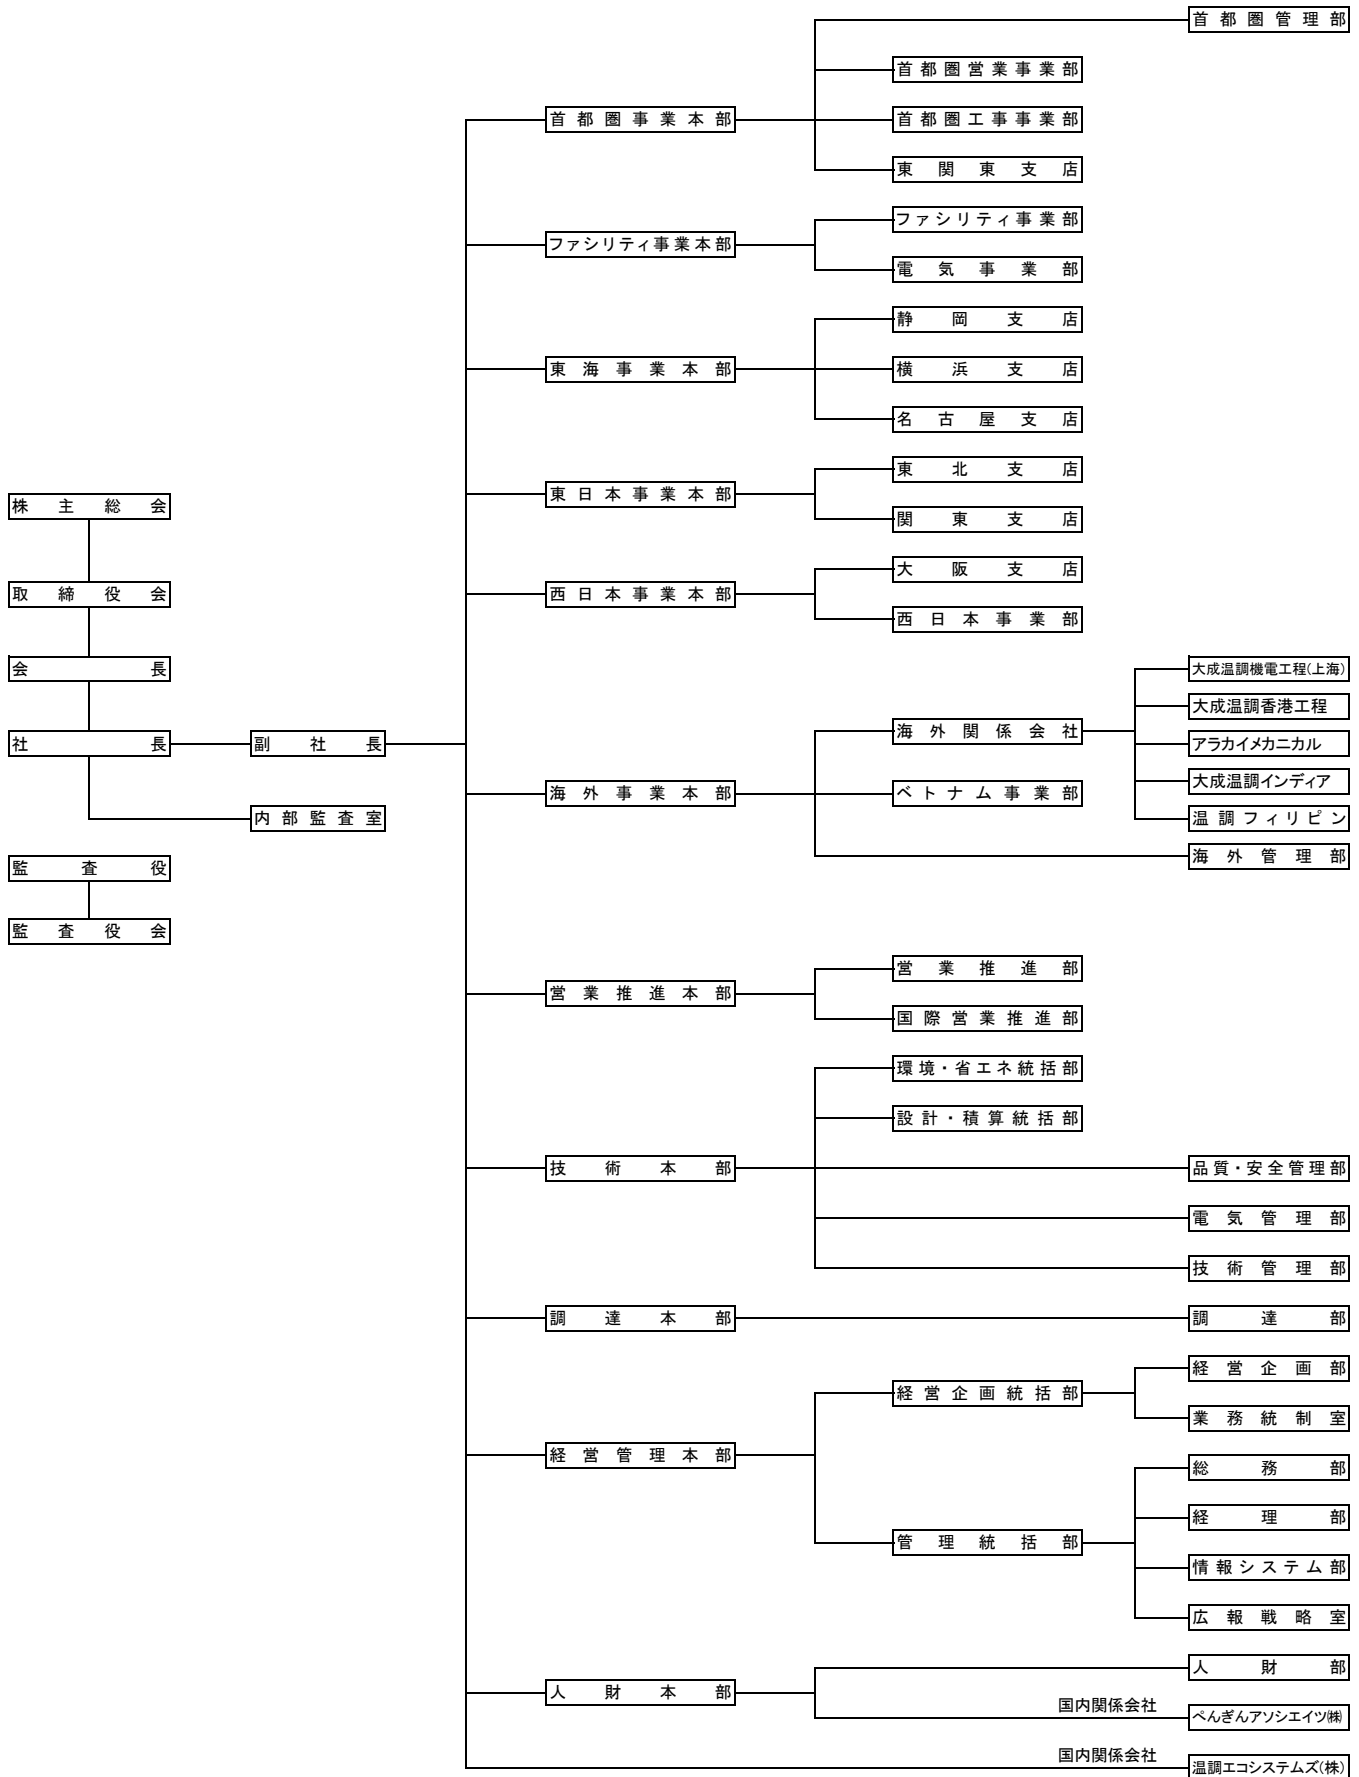 首都圏管理部
首都圏営業事業部
首都圏事業本部
首都圏工事事業部
東関東支店
ファシリティ事業部
ファシリティ事業本部
電気事業部
静岡支店
東海事業本部
横浜支店
名古屋支店
東北支店
東日本事業本部
関東支店
大阪支店
西日本事業本部
西日本事業部
株主総会
取締役会
会長
社長
副社長
内部監査室
監査役
監査役会
大成温調機電工程(上海)
大成温調香港工程
海外関係会社
アラカイメカニカル
大成温調インディア
海外事業本部
ベトナム事業部
温調フィリピン
海外管理部
営業推進部
営業推進本部
国際営業推進部
環境・省エネ統括部
設計・積算統括部
技術本部
品質・安全管理部
電気管理部
技術管理部
調達本部
調達部
経営企画部
経営企画統括部
業務統制室
経営管理本部
総務部
経理部
管理統括部
情報システム部
広報戦略室
人財部
人財本部
国内関係会社
ぺんぎんアソシエイツ㈱
国内関係会社
温調エコシステムズ(株)